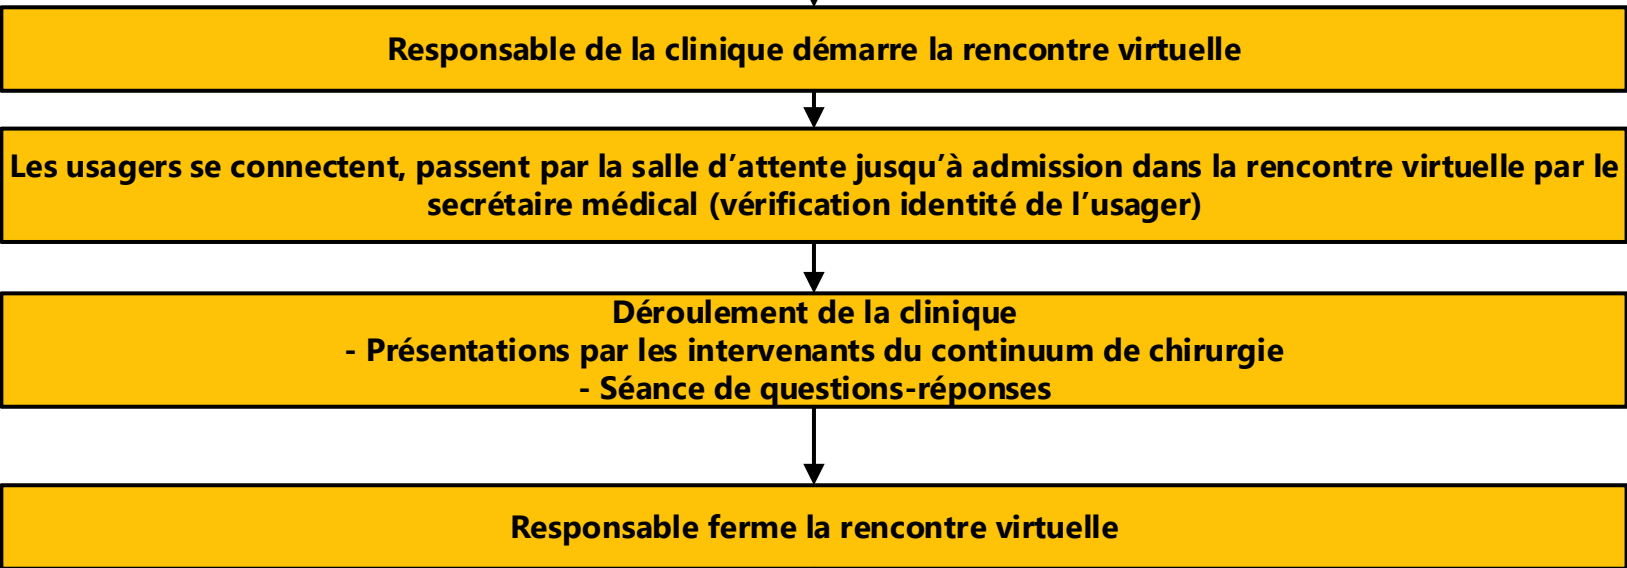 Responsable de la clinique démarre la rencontre virtuelle
Les usagers se connectent, passent par la salle d’attente jusqu’à admission dans la rencontre virtuelle par le
secrétaire médical (vérification identité de l’usager)
Déroulement de la clinique
- Présentations par les intervenants du continuum de chirurgie
- Séance de questions-réponses
Responsable ferme la rencontre virtuelle